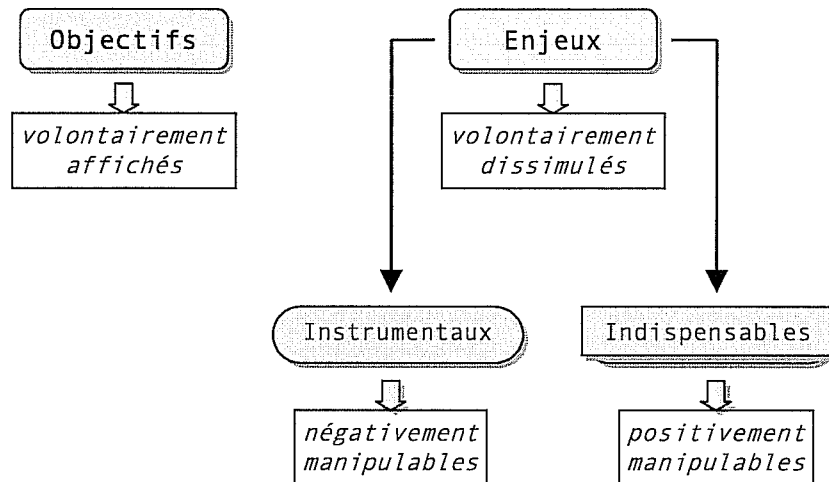 Objectifs
Enjeux
volontairement
affichés
volontairement
dissimulés
Instrumentaux
Indispensables
négativement
manipulables
positivement
manipulables